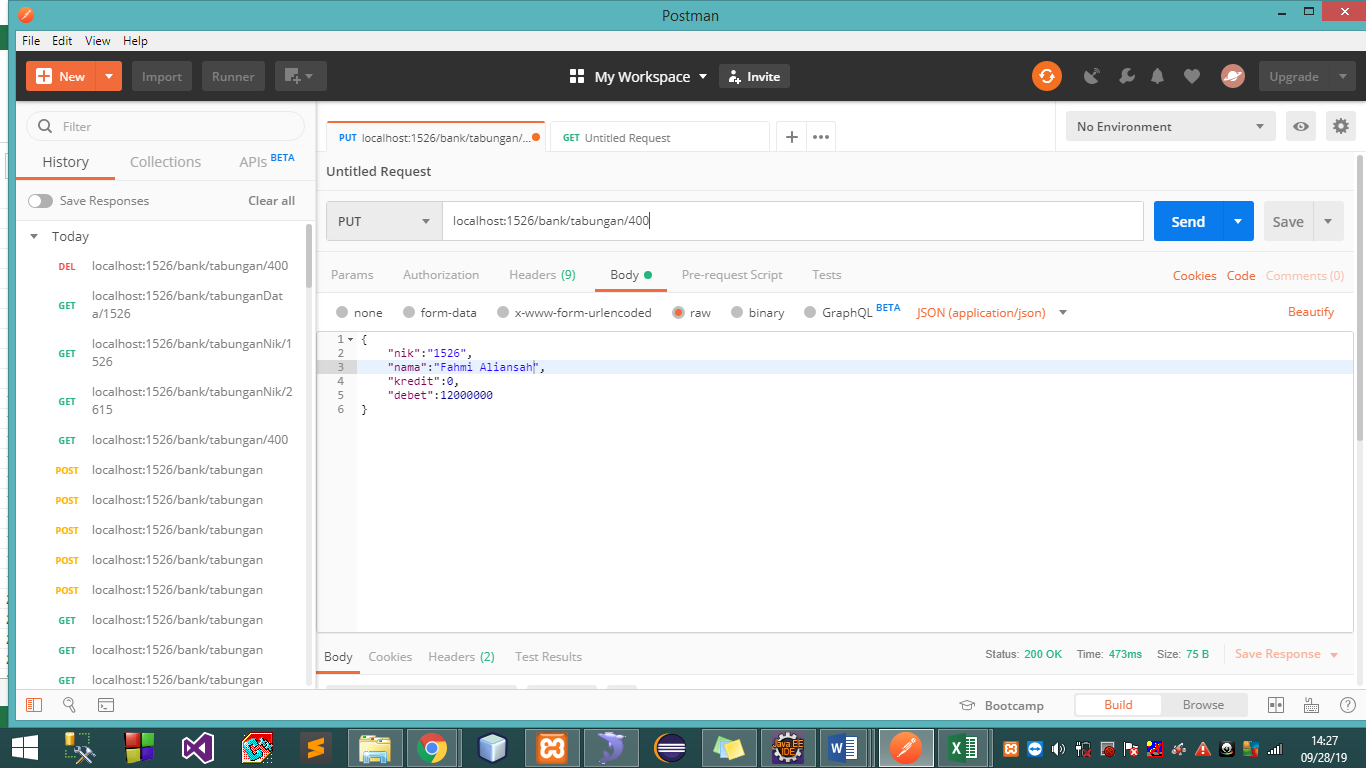 Postman
File Edit View Help
New
Import
Runner
My Workspace
Invite
Upgrade
Filter
History Collections APIs BETA
Save Responses Clear all
Today
DEL localhost:1526/bank/tabungan/400
GET localhost:1526/bank/tabunganDat
a/1526
GET localhost:1526/bank/tabunganNik/1
526
GET localhost:1526/bank/tabunganNik/2
615
GET localhost:1526/bank/tabungan/400
POST localhost:1526/bank/tabungan
POST localhost:1526/bank/tabungan
POST localhost:1526/bank/tabungan
POST localhost:1526/bank/tabungan
POST localhost:1526/bank/tabungan
GET localhost:1526/bank/tabungan
GET localhost:1526/bank/tabungan
GET localhost:1526/bank/tabungan
PUT localhost:1526/bank/tabungan/...
GET Untitled Request
No Environment
Untitled Request
PUT localhost:1526/bank/tabungan/400 Send Save
Params Authorization Headers (9) Body Pre-request Script Tests Cookies Code Comments (0)
none form-data x-www-form-urlencoded raw binary GraphQL BETA JSON (application/json) Beautify
1 {
2 "nik":"1526",
3 "nama":"Fahmi Aliansah",
4 "kredit":0,
5 "debet":12000000
6 }
Body Cookies Headers (2) Test Results Status: 200 OK Time: 473ms Size: 75 B Save Response
Bootcamp Build Browse
Java EE
IDE
14:27
09/28/19